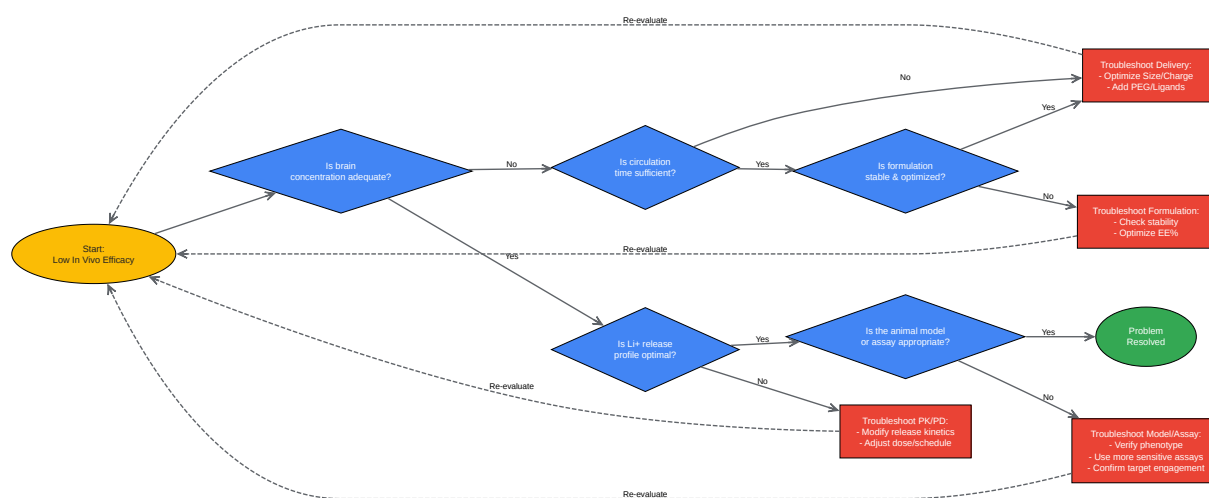 Re-evaluate
Troubleshoot Delivery:
- Optimize Size/Charge
- Add PEG/Ligands
No
Yes
Is brain
concentration adequate?
No
Is circulation
time sufficient?
Yes
Is formulation
stable & optimized?
No
Troubleshoot Formulation:
- Check stability
- Optimize EE%
Start:
Low In Vivo Efficacy
Re-evaluate
Yes
Is Li+ release
profile optimal?
Yes
Is the animal model
or assay appropriate?
Yes
Problem
Resolved
No
Re-evaluate
No
Troubleshoot PK/PD:
- Modify release kinetics
- Adjust dose/schedule
Troubleshoot Model/Assay:
- Verify phenotype
- Use more sensitive assays
- Confirm target engagement
Re-evaluate